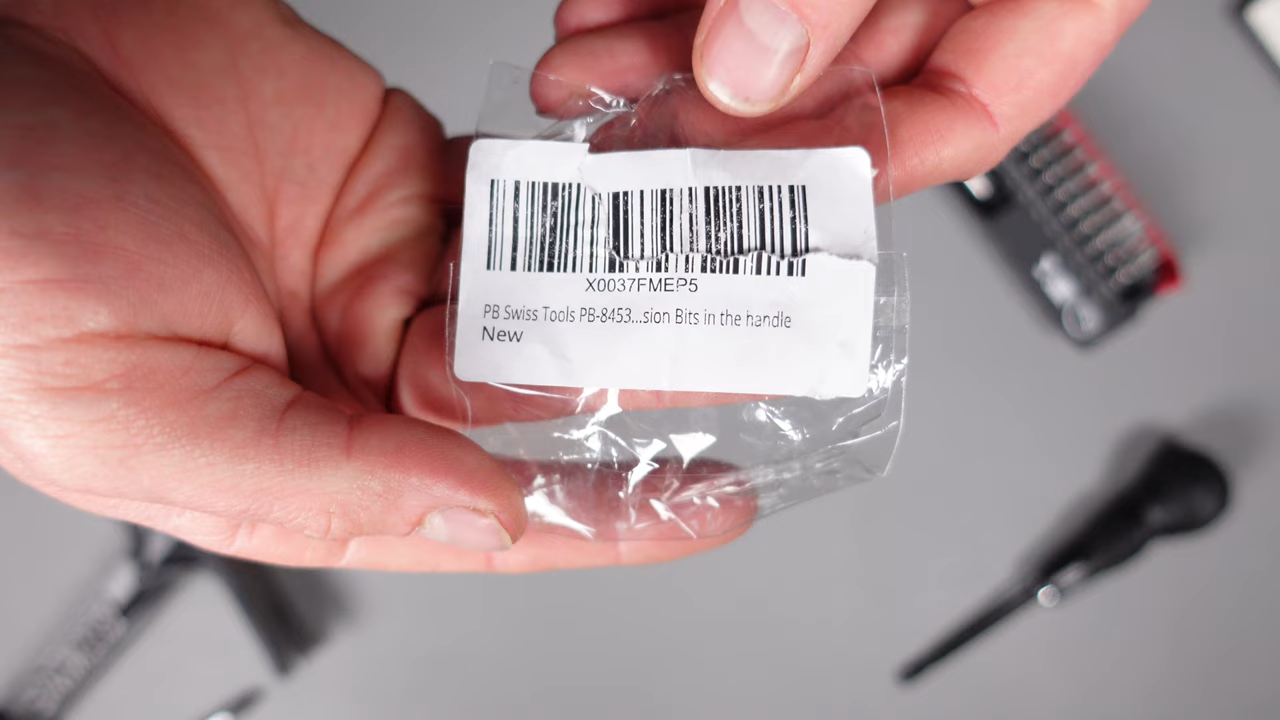 X0037FMEP5
PB Swiss Tools PB-8453...sion Bits in the handle
New